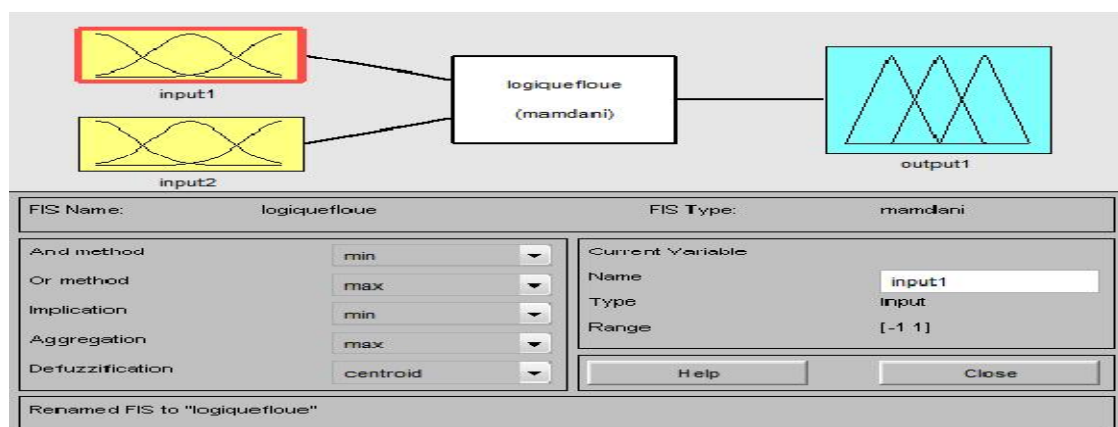 input1
logiquefloue
(mamdani)
input2
output1
FIS Name: logiquefloue FIS Type: mamdani
And method min
Or method max
Implication min
Aggregation max
Defuzzification centroid
Current Variable
Name input1
Type Input
Range [-1 1]
Help Close
Renamed FIS to "logiquefloue"